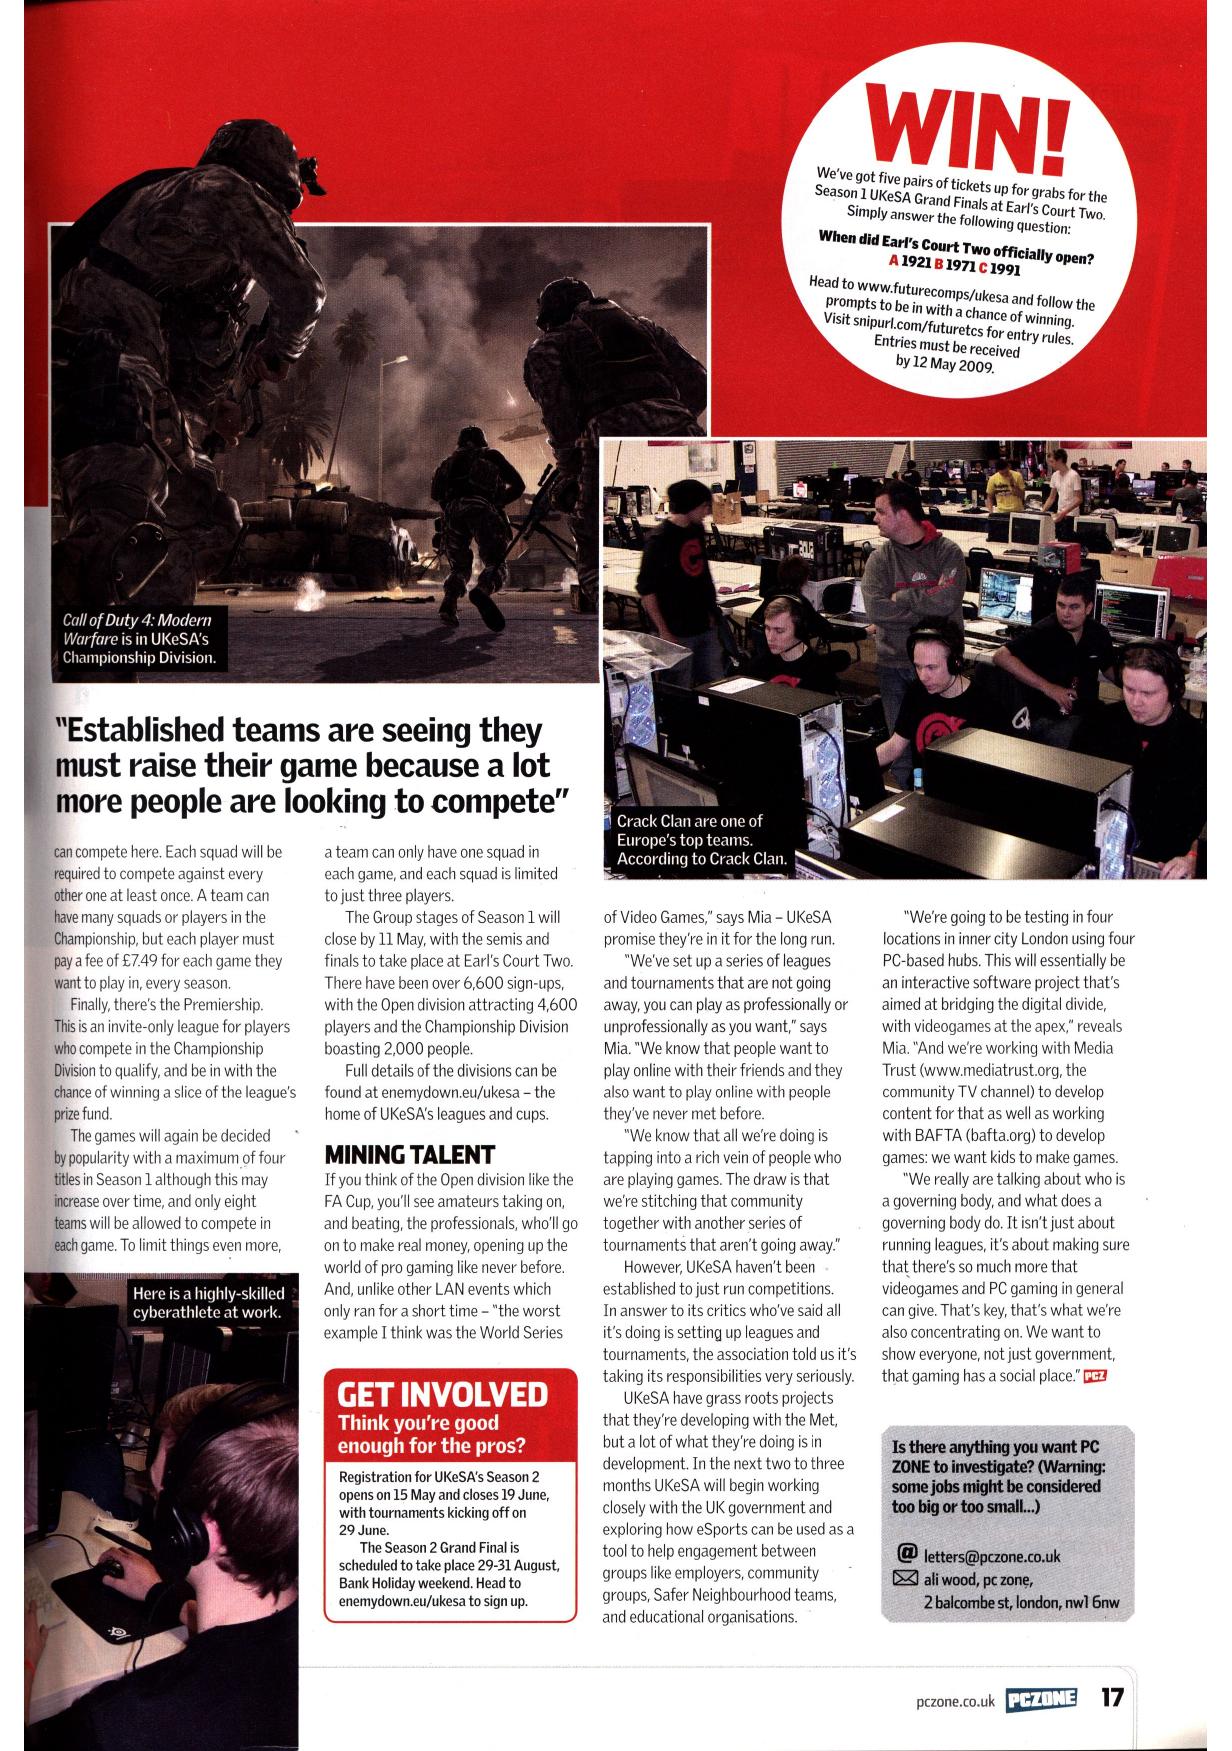 WIN!
We've got five pairs of tickets up for grabs for the
Season 1 UKeSA Grand Finals at Earl's Court Two.
Simply answer the following question:
When did Earl's Court Two officially open?
A 1921 B 1971 C 1991
Head to www.futurecomps/ukesa and follow the
prompts to be in with a chance of winning.
Visit snipurl.com/futuretcs for entry rules.
Entries must be received
by 12 May 2009.
Call of Duty 4: Modern
Warfare is in UKeSA's
Championship Division.
Crack Clan are one of
Europe's top teams.
According to Crack Clan.
"Established teams are seeing they
must raise their game because a lot
more people are looking to compete"
can compete here. Each squad will be
required to compete against every
other one at least once. A team can
have many squads or players in the
Championship, but each player must
pay a fee of £7.49 for each game they
want to play in, every season.
Finally, there's the Premiership.
This is an invite-only league for players
who compete in the Championship
Division to qualify, and be in with the
chance of winning a slice of the league's
prize fund.
The games will again be decided
by popularity with a maximum of four
titles in Season 1 although this may
increase over time, and only eight
teams will be allowed to compete in
each game. To limit things even more,
Here is a highly-skilled
cyberathlete at work.
a team can only have one squad in
each game, and each squad is limited
to just three players.
The Group stages of Season 1 will
close by 11 May, with the semis and
finals to take place at Earl's Court Two.
There have been over 6,600 sign-ups,
with the Open division attracting 4,600
players and the Championship Division
boasting 2,000 people.
Full details of the divisions can be
found at enemydown.eu/ukesa – the
home of UKeSA's leagues and cups.
MINING TALENT
If you think of the Open division like the
FA Cup, you'll see amateurs taking on,
and beating, the professionals, who'll go
on to make real money, opening up the
world of pro gaming like never before.
And, unlike other LAN events which
only ran for a short time – "the worst
example I think was the World Series
GET INVOLVED
Think you're good
enough for the pros?
Registration for UKeSA's Season 2
opens on 15 May and closes 19 June,
with tournaments kicking off on
29 June.
The Season 2 Grand Final is
scheduled to take place 29-31 August,
Bank Holiday weekend. Head to
enemydown.eu/ukesa to sign up.
of Video Games," says Mia – UKeSA
promise they're in it for the long run.
"We've set up a series of leagues
and tournaments that are not going
away, you can play as professionally or
unprofessionally as you want," says
Mia. "We know that people want to
play online with their friends and they
also want to play online with people
they've never met before.
"We know that all we're doing is
tapping into a rich vein of people who
are playing games. The draw is that
we're stitching that community
together with another series of
tournaments that aren't going away."
However, UKeSA haven't been
established to just run competitions.
In answer to its critics who've said all
it's doing is setting up leagues and
tournaments, the association told us it's
taking its responsibilities very seriously.
UKeSA have grass roots projects
that they're developing with the Met,
but a lot of what they're doing is in
development. In the next two to three
months UKeSA will begin working
closely with the UK government and
exploring how eSports can be used as a
tool to help engagement between
groups like employers, community
groups, Safer Neighbourhood teams,
and educational organisations.
"We're going to be testing in four
locations in inner city London using four
PC-based hubs. This will essentially be
an interactive software project that's
aimed at bridging the digital divide,
with videogames at the apex," reveals
Mia. "And we're working with Media
Trust (www.mediatrust.org, the
community TV channel) to develop
content for that as well as working
with BAFTA (bafta.org) to develop
games: we want kids to make games.
"We really are talking about who is
a governing body, and what does a
governing body do. It isn't just about
running leagues, it's about making sure
that there's so much more that
videogames and PC gaming in general
can give. That's key, that's what we're
also concentrating on. We want to
show everyone, not just government,
that gaming has a social place." PCZ
Is there anything you want PC
ZONE to investigate? (Warning:
some jobs might be considered
too big or too small...)
@ letters@pczone.co.uk
ali wood, pc zone,
2 balcombe st, london, nw1 6nw
pczone.co.uk PCZONE 17